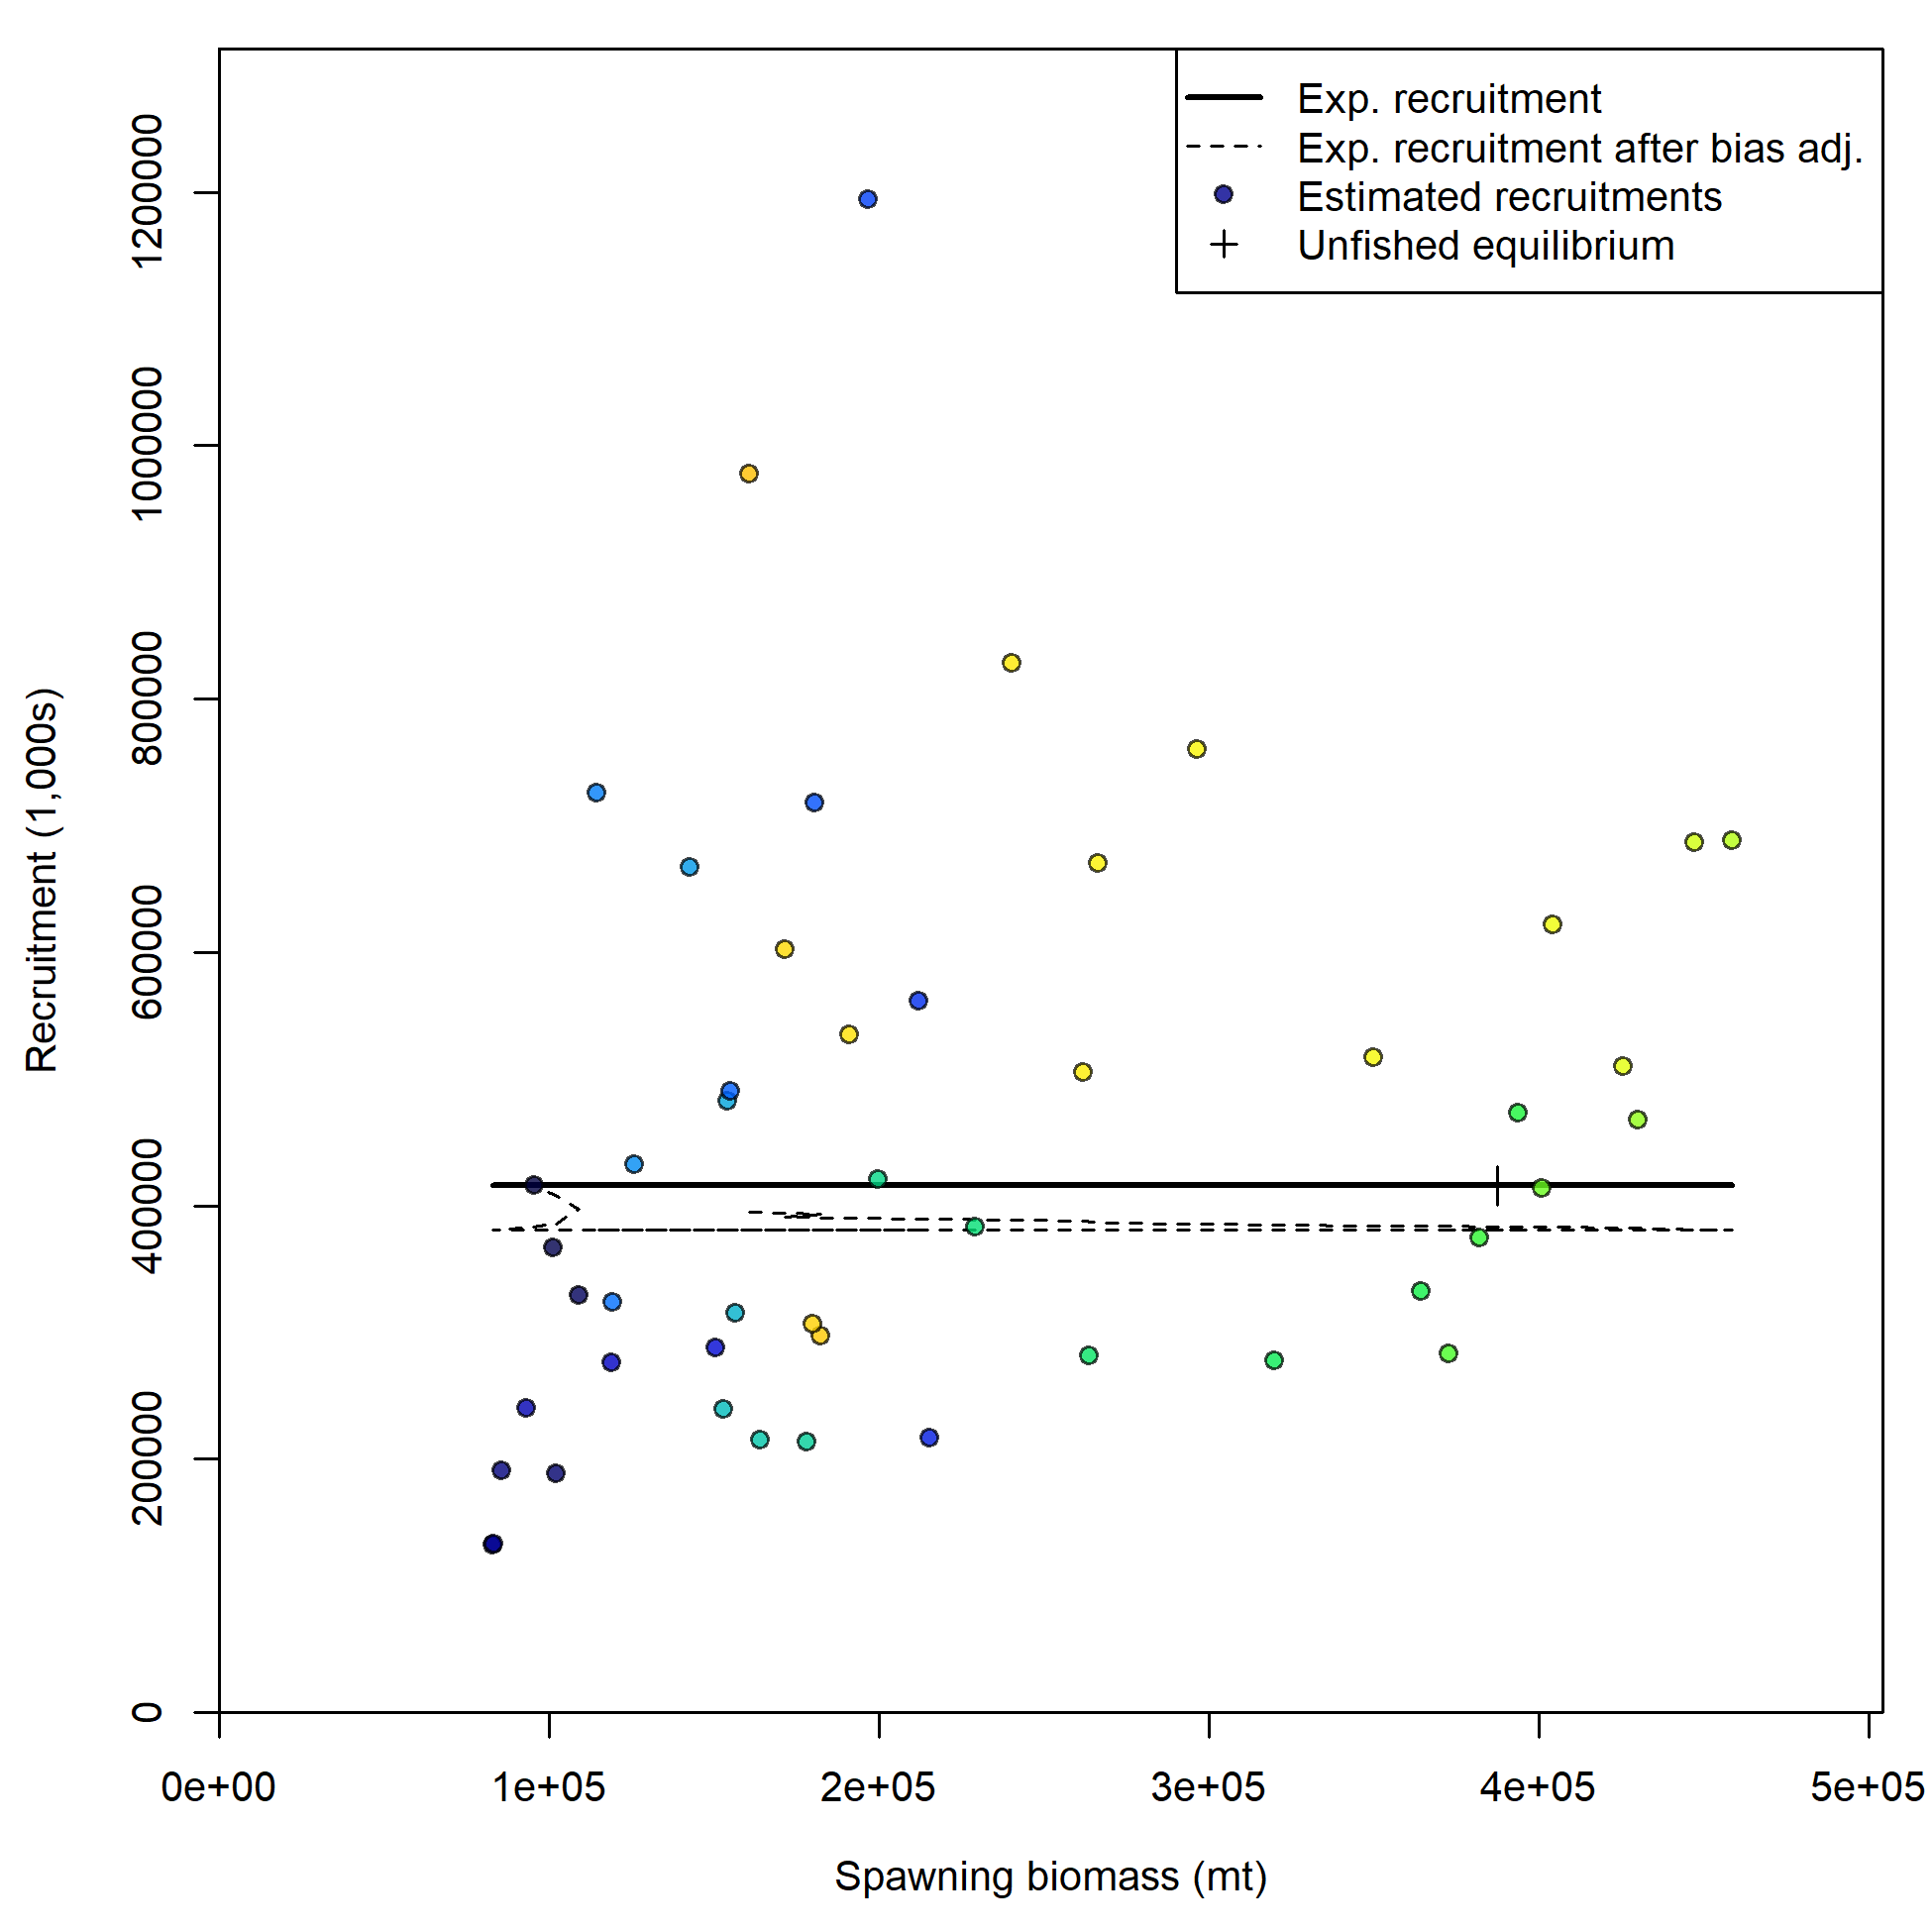 Exp. recruitment
Exp. recruitment after bias adj.
Estimated recruitments
Unfished equilibrium
Recruitment (1,000s)
1200000
1000000
800000
600000
400000
200000
0
0e+00 1e+05 2e+05 3e+05 4e+05 5e+05
Spawning biomass (mt)